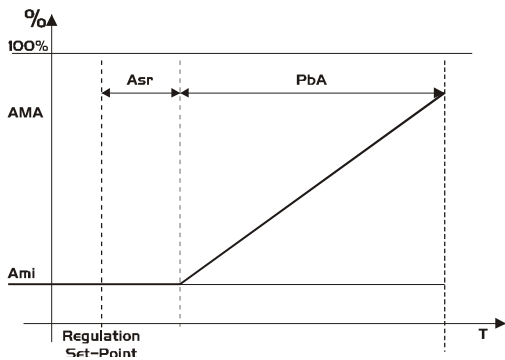 %
100%
Asr
PbA
AMA
Ami
T
Regulation
Set-Point